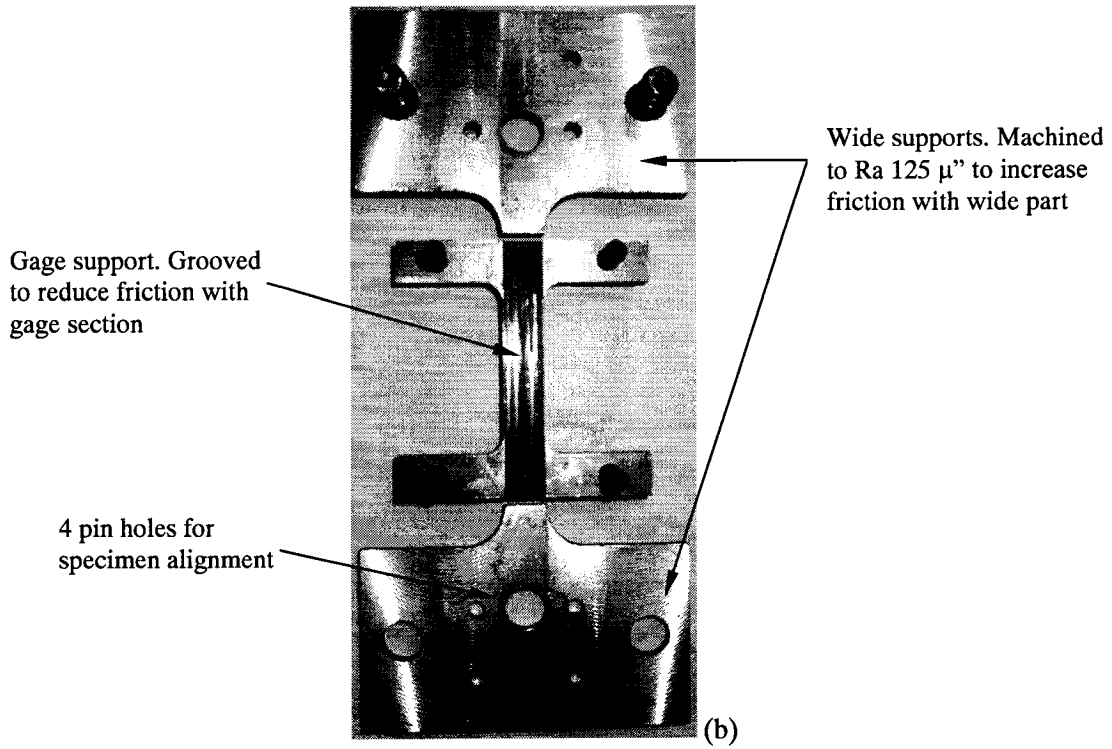 Wide supports. Machined
to Ra 125 μ” to increase
friction with wide part
Gage support. Grooved
to reduce friction with
gage section
4 pin holes for
specimen alignment
(b)